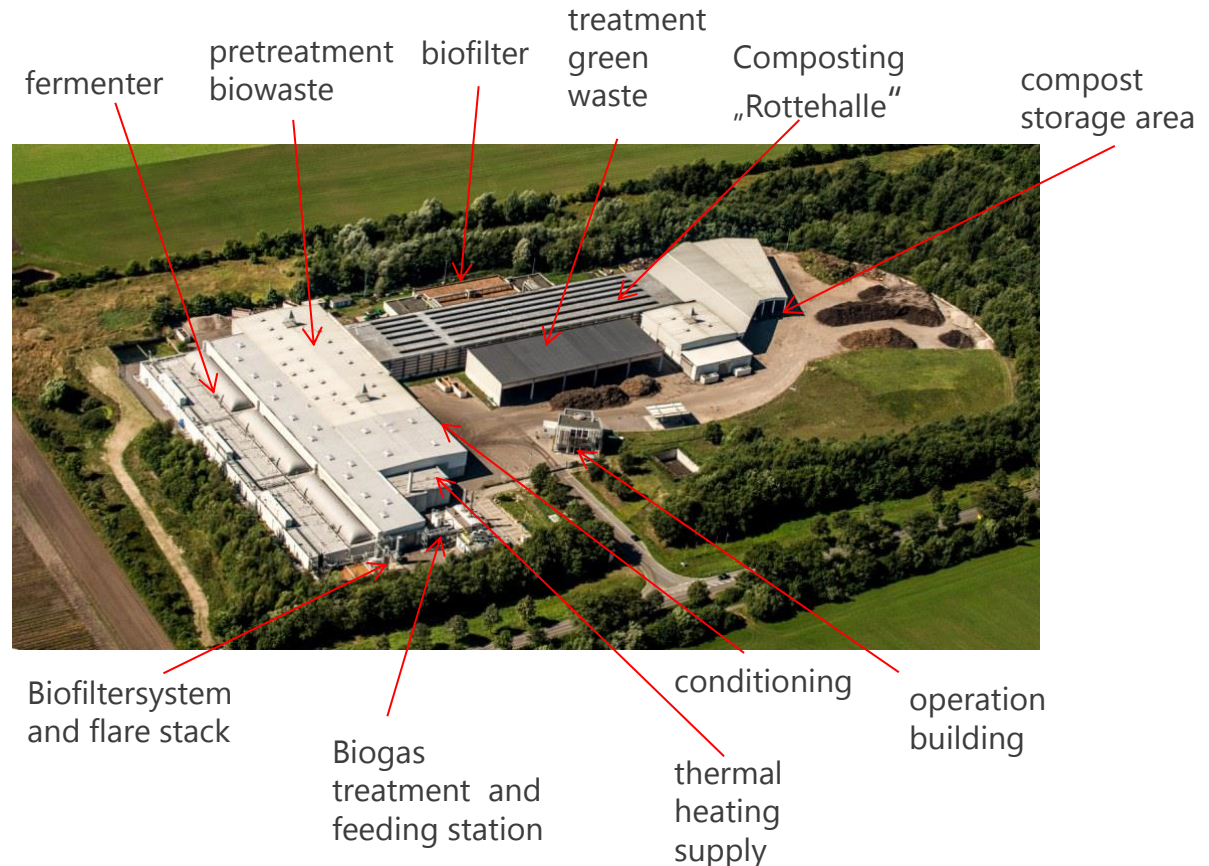 fermenter
pretreatment
biowaste
biofilter
treatment
green
waste
Composting
„Rottehalle“
compost
storage area
Biofiltersystem
and flare stack
Biogas
treatment and
feeding station
thermal
heating
supply
conditioning
operation
building